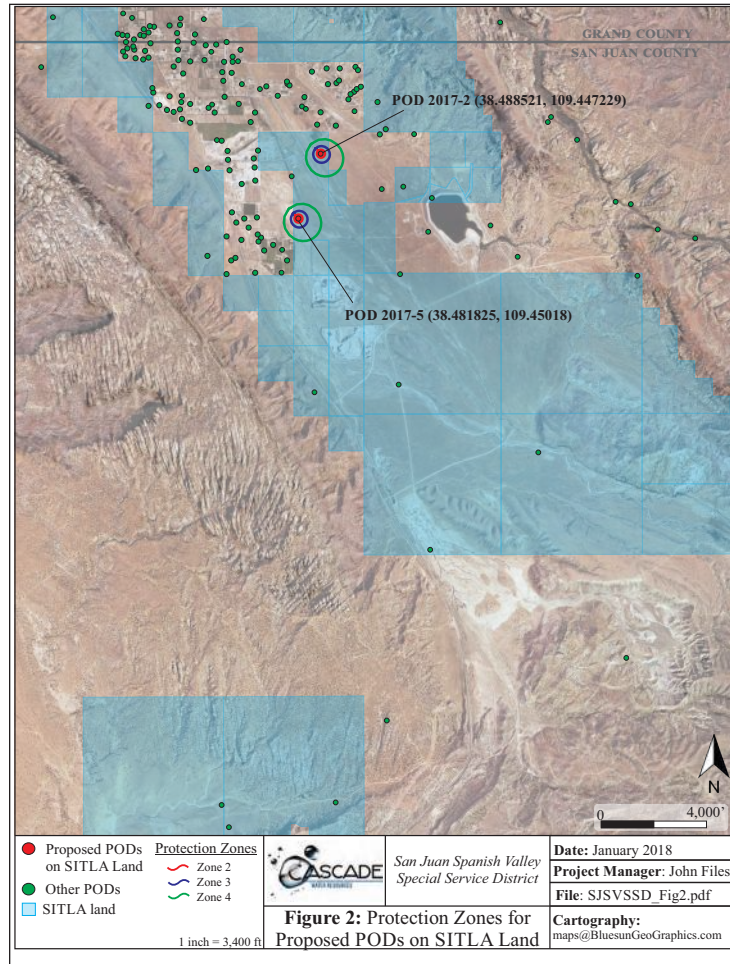 GRAND COUNTY
SAN JUAN COUNTY
POD 2017-2 (38.488521, 109.447229)
POD 2017-5 (38.481825, 109.45018)
N
0 4,000’
Proposed PODs
on SITLA Land
Other PODs
SITLA land
Protection Zones
Zone 2
Zone 3
Zone 4
1 inch = 3,400 ft
CASCADE
WATER RESOURCES
San Juan Spanish Valley
Special Service District
Figure 2: Protection Zones for
Proposed PODs on SITLA Land
Date: January 2018
Project Manager: John Files
File: SJSVSSD_Fig2.pdf
Cartography:
maps@BluesunGeoGraphics.com